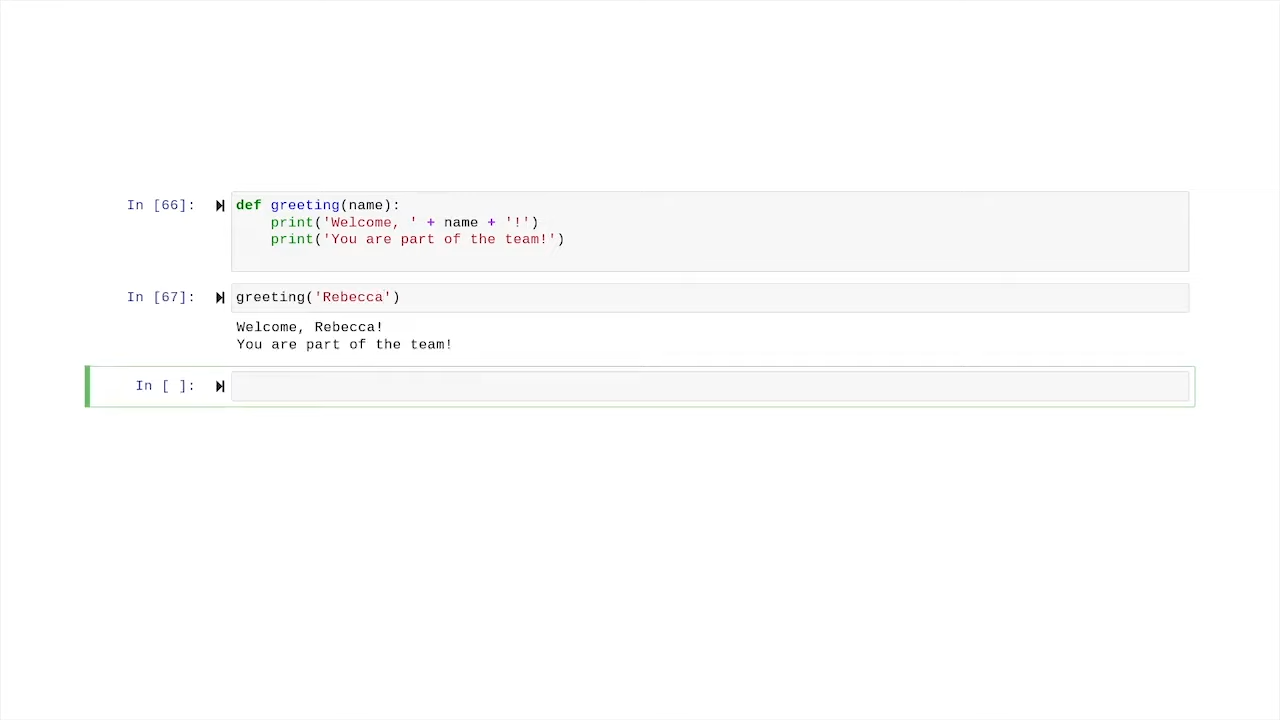 In [66]: def greeting(name):
    print('Welcome, ' + name + '!')
    print('You are part of the team!')
In [67]: greeting('Rebecca')
Welcome, Rebecca!
You are part of the team!
In [ ]: